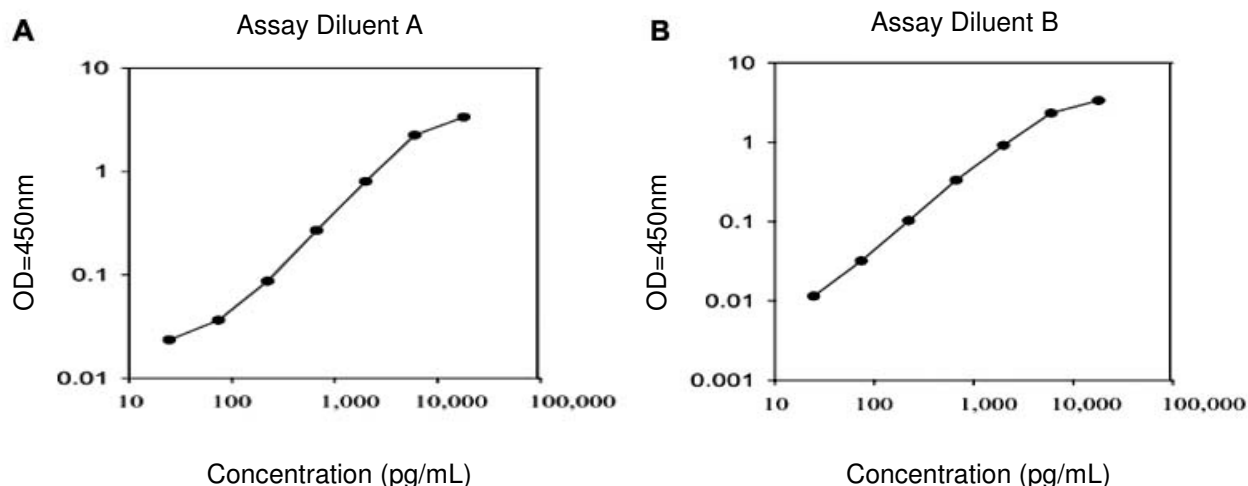 A
Assay Diluent A
10
1
0.1
0.01
10
100
1,000
10,000
100,000
OD=450nm
Concentration (pg/mL)
B
Assay Diluent B
10
1
0.1
0.01
0.001
10
100
1,000
10,000
100,000
OD=450nm
Concentration (pg/mL)